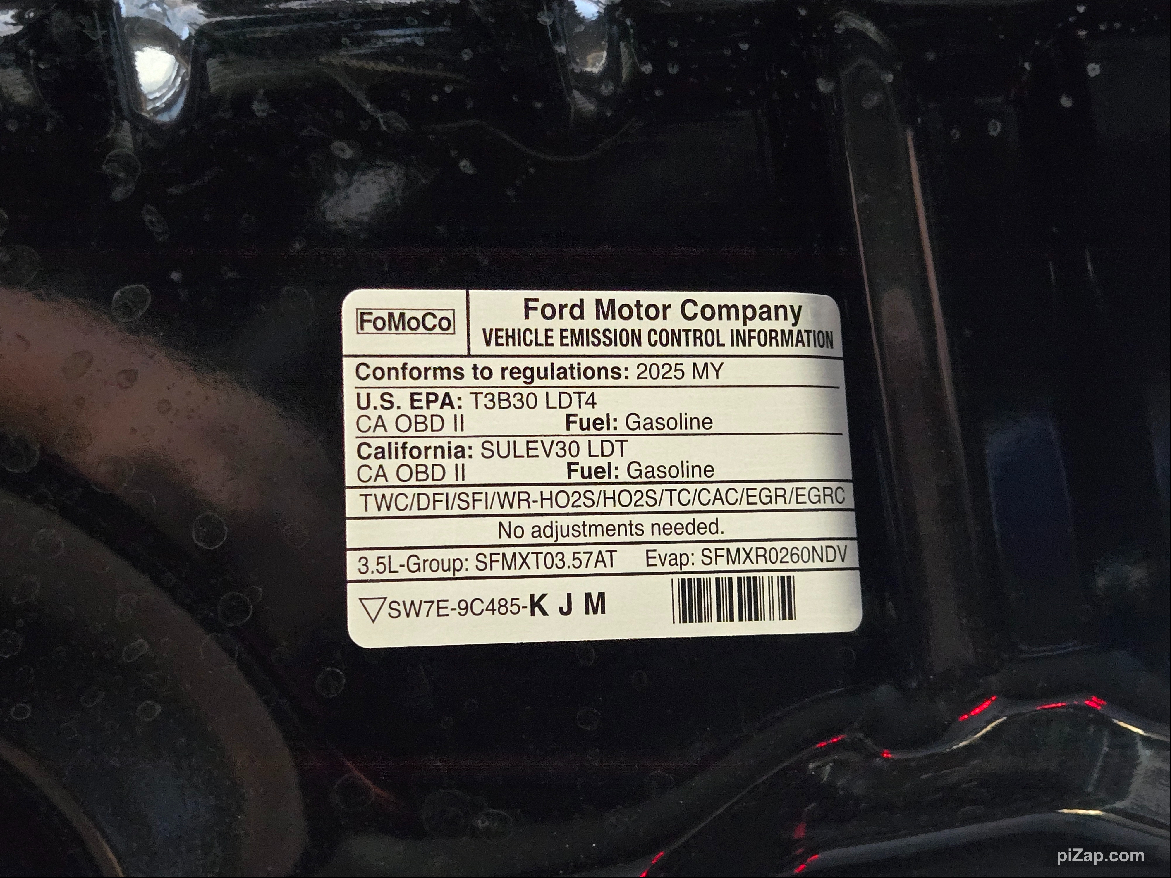 FoMoCo
Ford Motor Company
VEHICLE EMISSION CONTROL INFORMATION
Conforms to regulations: 2025 MY
U.S. EPA: T3B30 LDT4
CA OBD II Fuel: Gasoline
California: SULEV30 LDT
CA OBD II Fuel: Gasoline
TWC/DFI/SFI/WR-HO2S/HO2S/TC/CAC/EGR/EGRC
No adjustments needed.
3.5L-Group: SFMXT03.57AT Evap: SFMXR0260NDV
▽SW7E-9C485-K J M
piZap.com